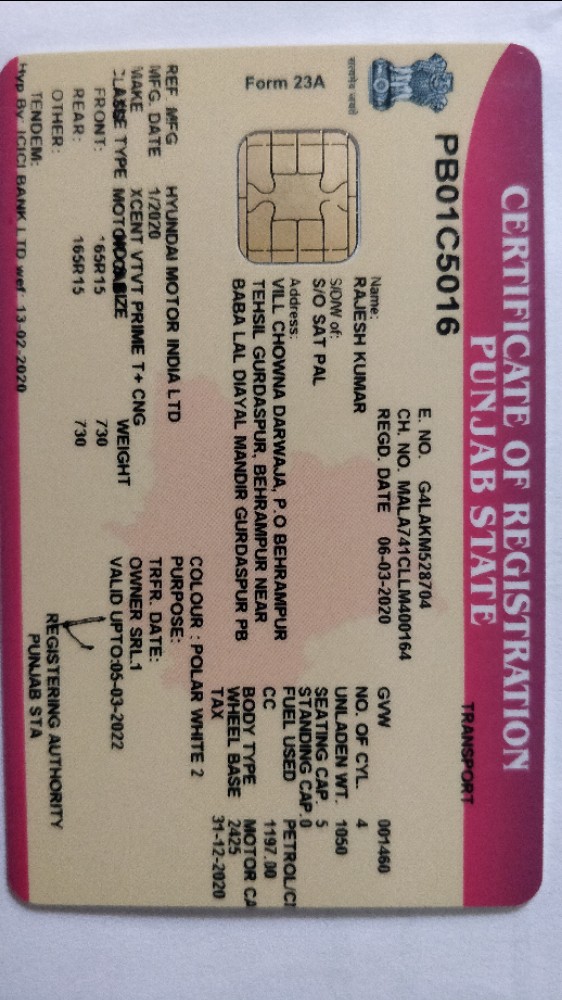 CERTIFICATE OF REGISTRATION
PUNJAB STATE
TRANSPORT
सत्यमेव जयते
Form 23A
PB01C5016
E. NO. G4LAKM528704
CH. NO. MALA741CLLM400164
REGD. DATE 06-03-2020
Name:
RAJESH KUMAR
S/D/W of:
S/O SAT PAL
Address:
VILL CHOWNA DARWAJA, P.O BEHRAMPUR
TEHSIL GURDASPUR, BEHRAMPUR NEAR
BABA LAL DIAYAL MANDIR GURDASPUR PB
GVW 001460
NO. OF CYL. 4
UNLADEN WT. 1050
SEATING CAP. 5
STANDING CAP. 0
FUEL USED PETROL/C
CC 1197.00
BODY TYPE MOTOR CA
WHEEL BASE 2425
TAX 31-12-2020
REF. MFG HYUNDAI MOTOR INDIA LTD
MFG. DATE 1/2020
MAKE XCENT VTVT PRIME T+ CNG
TYPE WEIGHT
FRONT: 165R15 730
REAR: 165R15 730
OTHER:
TENDEM:
Hyp By ICICI BANK LTD wef: 13-02-2020
COLOUR : POLAR WHITE 2
PURPOSE:
TRFR. DATE:
OWNER SRL.1
VALID UPTO:05-03-2022
REGISTERING AUTHORITY
PUNJAB STA